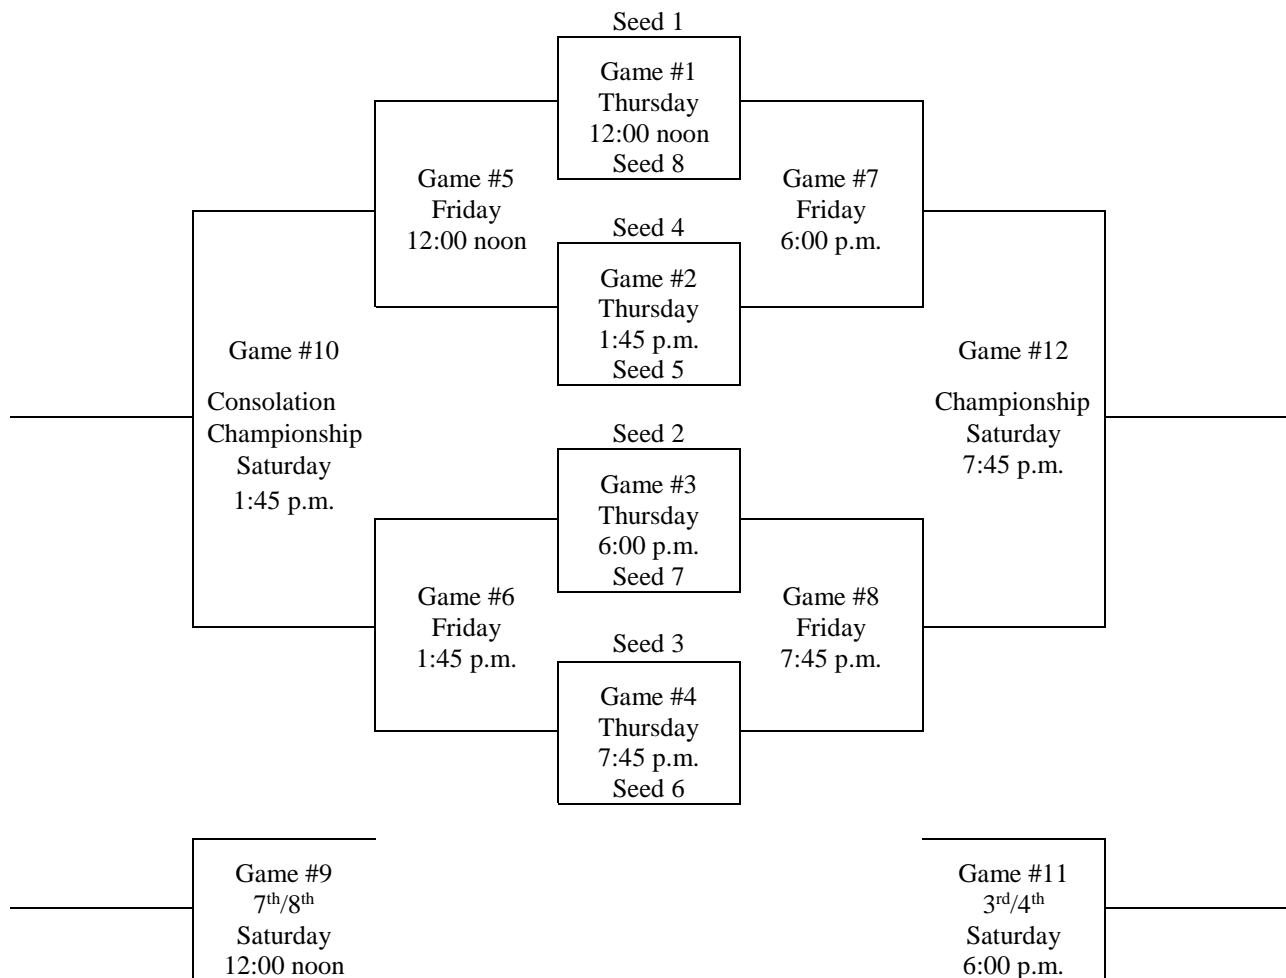 Seed 1
Game #1
Thursday
12:00 noon
Seed 8
Game #5
Friday
12:00 noon
Game #7
Friday
6:00 p.m.
Seed 4
Game #2
Thursday
1:45 p.m.
Seed 5
Game #10
Consolation
Championship
Saturday
1:45 p.m.
Game #12
Championship
Saturday
7:45 p.m.
Seed 2
Game #3
Thursday
6:00 p.m.
Seed 7
Game #6
Friday
1:45 p.m.
Game #8
Friday
7:45 p.m.
Seed 3
Game #4
Thursday
7:45 p.m.
Seed 6
Game #9
7th/8th
Saturday
12:00 noon
Game #11
3rd/4th
Saturday
6:00 p.m.